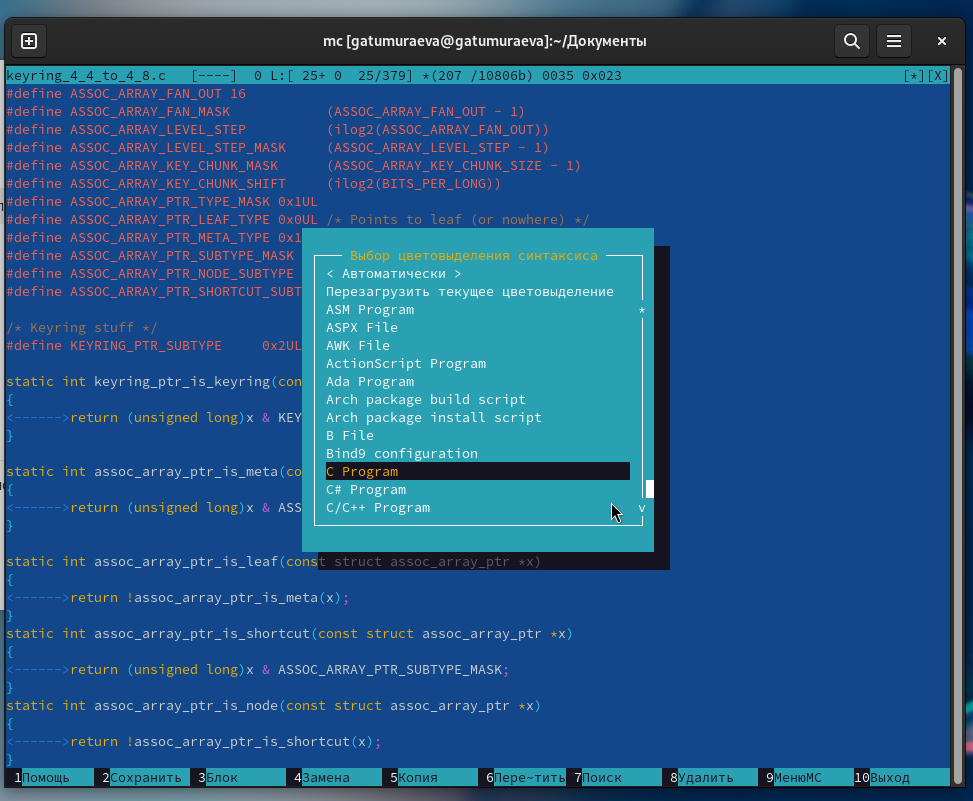 mc [gatumuraeva@gatumuraeva]:~/Документы
keyring_4_4_to_4_8.c   [----]  0 L:[ 25+ 0  25/379] *(207 /10806b) 0035 0x023                                   [*][X]
#define ASSOC_ARRAY_FAN_OUT 16
#define ASSOC_ARRAY_FAN_MASK            (ASSOC_ARRAY_FAN_OUT - 1)
#define ASSOC_ARRAY_LEVEL_STEP          (ilog2(ASSOC_ARRAY_FAN_OUT))
#define ASSOC_ARRAY_LEVEL_STEP_MASK     (ASSOC_ARRAY_LEVEL_STEP - 1)
#define ASSOC_ARRAY_KEY_CHUNK_MASK      (ASSOC_ARRAY_KEY_CHUNK_SIZE - 1)
#define ASSOC_ARRAY_KEY_CHUNK_SHIFT     (ilog2(BITS_PER_LONG))
#define ASSOC_ARRAY_PTR_TYPE_MASK 0x1UL
#define ASSOC_ARRAY_PTR_LEAF_TYPE 0x0UL /* Points to leaf (or nowhere) */
#define ASSOC_ARRAY_PTR_META_TYPE 0x1
#define ASSOC_ARRAY_PTR_SUBTYPE_MASK
#define ASSOC_ARRAY_PTR_NODE_SUBTYPE
#define ASSOC_ARRAY_PTR_SHORTCUT_SUBT
/* Keyring stuff */
#define KEYRING_PTR_SUBTYPE     0x2UL
static int keyring_ptr_is_keyring(con
{
<------>return (unsigned long)x & KEY
}
static int assoc_array_ptr_is_meta(co
{
<------>return (unsigned long)x & ASS
}
Выбор цветовыделения синтаксиса
< Автоматически >
Перезагрузить текущее цветовыделение
ASM Program
*
ASPX File
AWK File
ActionScript Program
Ada Program
Arch package build script
Arch package install script
B File
Bind9 configuration
C Program
C# Program
C/C++ Program
v
static int assoc_array_ptr_is_leaf(const struct assoc_array_ptr *x)
{
<------>return !assoc_array_ptr_is_meta(x);
}
static int assoc_array_ptr_is_shortcut(const struct assoc_array_ptr *x)
{
<------>return (unsigned long)x & ASSOC_ARRAY_PTR_SUBTYPE_MASK;
}
static int assoc_array_ptr_is_node(const struct assoc_array_ptr *x)
{
<------>return !assoc_array_ptr_is_shortcut(x);
}
1Помощь 2Сохранить 3Блок 4Замена 5Копия 6Пере~тить 7Поиск 8Удалить 9МенюMC 10Выход